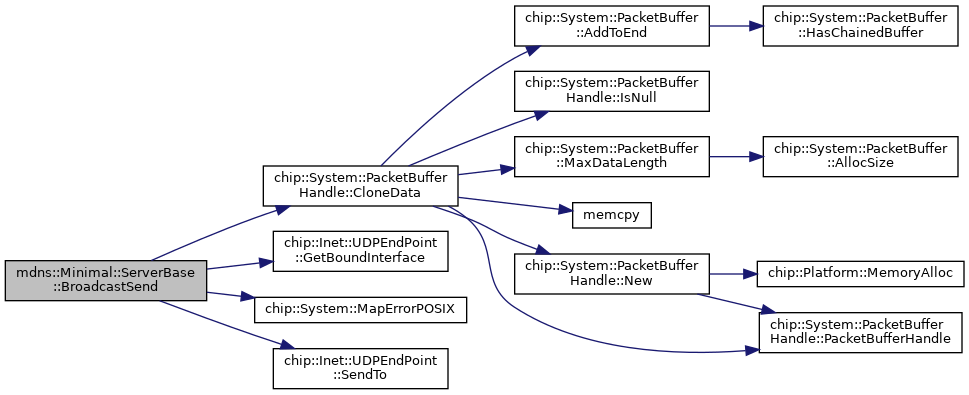 mdns::Minimal::ServerBase
::BroadcastSend
chip::System::PacketBuffer
Handle::CloneData
chip::Inet::UDPEndPoint
::GetBoundInterface
chip::System::MapErrorPOSIX
chip::Inet::UDPEndPoint
::SendTo
chip::System::PacketBuffer
::AddToEnd
chip::System::PacketBuffer
Handle::IsNull
chip::System::PacketBuffer
::MaxDataLength
memcpy
chip::System::PacketBuffer
Handle::New
chip::System::PacketBuffer
::HasChainedBuffer
chip::System::PacketBuffer
::AllocSize
chip::Platform::MemoryAlloc
chip::System::PacketBuffer
Handle::PacketBufferHandle